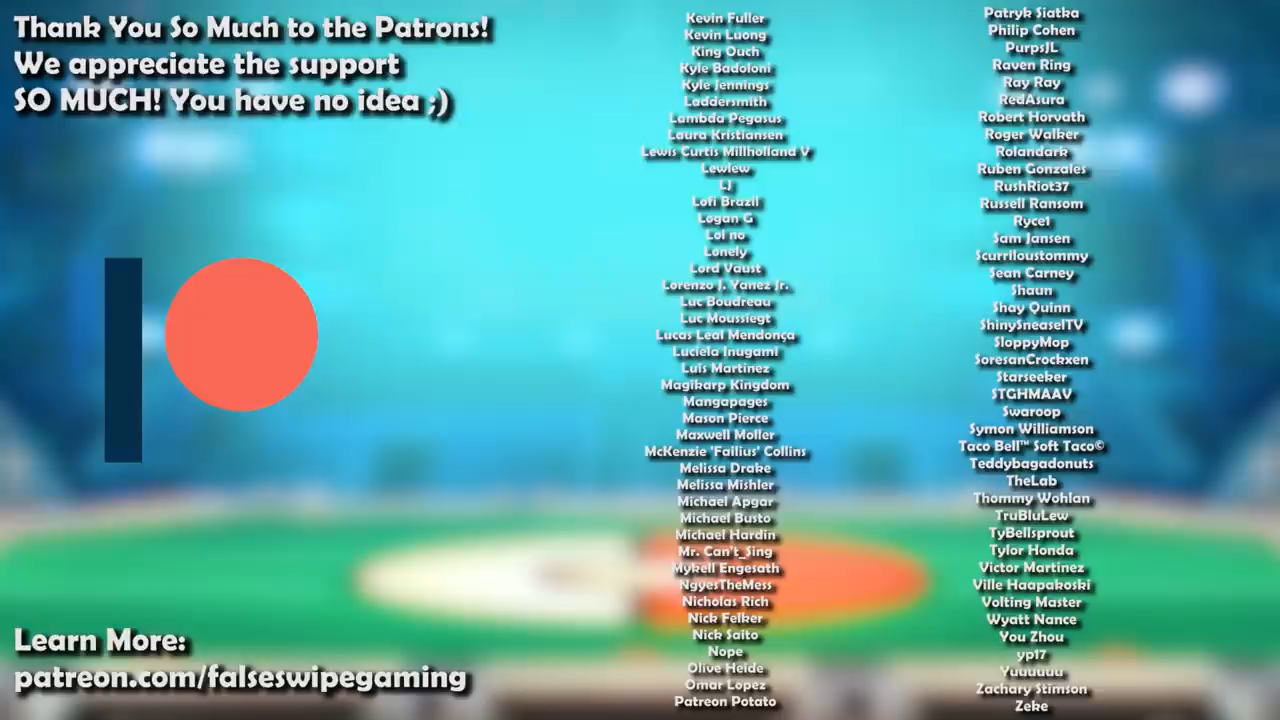 Thank You So Much to the Patrons!
We appreciate the support
SO MUCH! You have no idea ;)
Learn More:
patreon.com/falseswipegaming
Kevin Fuller
Kevin Luong
King Ouch
Kyle Badoloni
Kyle Jennings
Laddersmith
Lambda Pegasus
Laura Kristiansen
Lewis Curtis Millholland V
Lewlew
LJ
Lofi Brazil
Logan G
Lol no
Lonely
Lord Vaust
Lorenzo J. Yanez Jr.
Luc Boudreau
Luc Moussiegt
Lucas Leal Mendonça
Luciela Inugami
Luis Martinez
Magikarp Kingdom
Mangapages
Mason Pierce
Maxwell Moller
McKenzie 'Fallius' Collins
Melissa Drake
Melissa Mishler
Michael Apgar
Michael Busto
Michael Hardin
Mr. Can't_Sing
Mykell Engesath
NgyesTheMess
Nicholas Rich
Nick Felker
Nick Saito
Nope
Olive Heide
Omar Lopez
Patreon Potato
Patryk Siatka
Philip Cohen
PurpsJL
Raven Ring
Ray Ray
RedAsura
Robert Horvath
Roger Walker
Rolandark
Ruben Gonzales
RushRiot37
Russell Ransom
Ryce1
Sam Jansen
Scurriloustommy
Sean Carney
Shaun
Shay Quinn
ShinySneaselTV
SloppyMop
SoresanCrockxen
Starseeker
STGHMAAV
Swaroop
Symon Williamson
Taco Bell™ Soft Taco©
Teddybagadonuts
TheLab
Thommy Wohlan
TruBluLew
TyBellsprout
Tylor Honda
Victor Martinez
Ville Haapakoski
Volting Master
Wyatt Nance
You Zhou
yp17
Yuuuuuu
Zachary Stimson
Zeke